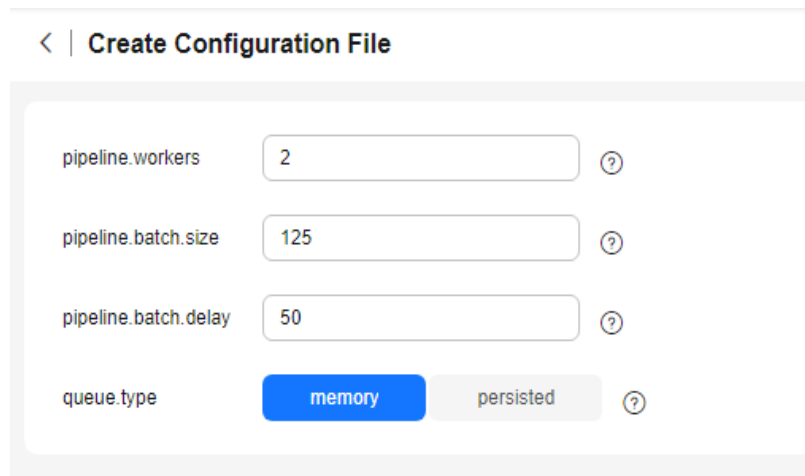 Create Configuration File
pipeline.workers 2
pipeline.batch.size 125
pipeline.batch.delay 50
queue.type memory persisted